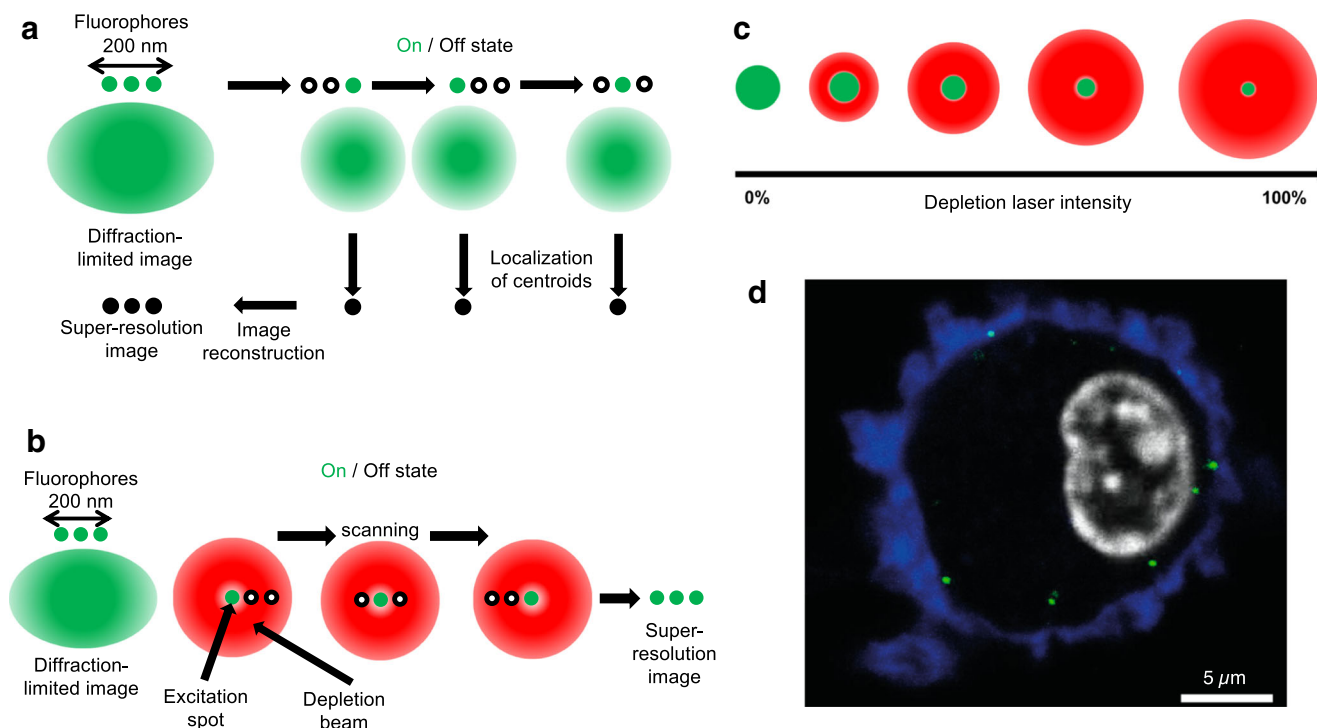 a
Fluorophores
200 nm
On / Off state
Diffraction-
limited image
Localization
of centroids
Super-resolution
image
Image
reconstruction
b
Fluorophores
200 nm
On / Off state
scanning
Diffraction-
limited image
Excitation
spot
Depletion
beam
Super-
resolution
image
c
0%
Depletion laser intensity
100%
d
5 µm